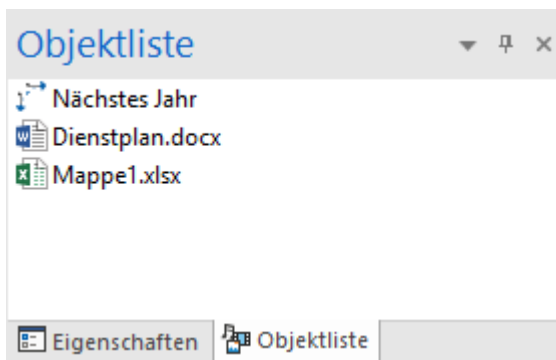 Objektliste
Nächstes Jahr
Dienstplan.docx
Mappe1.xlsx
Eigenschaften Objektliste